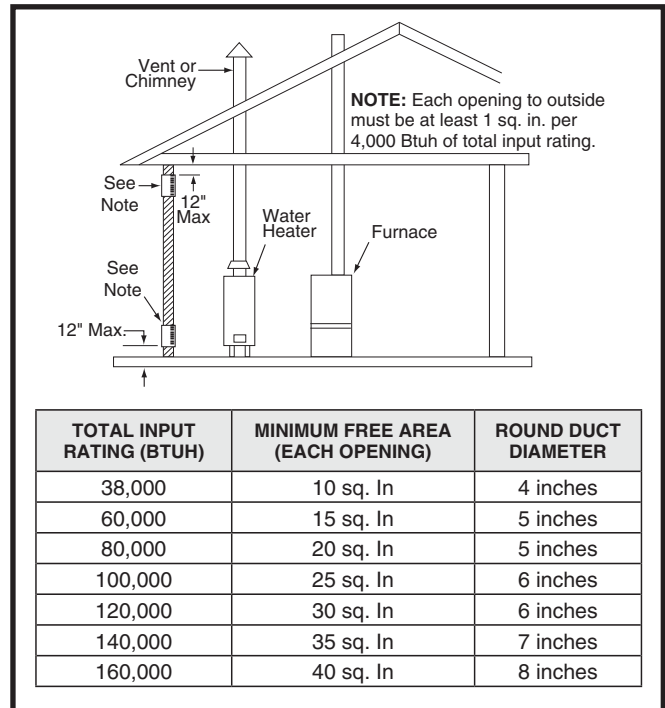 Vent or
Chimney
NOTE: Each opening to outside
must be at least 1 sq. in. per
4,000 Btuh of total input rating.
See
Note
12"
Max
Water
Heater
Furnace
See
Note
12" Max.
TOTAL INPUT RATING (BTUH) MINIMUM FREE AREA (EACH OPENING) ROUND DUCT DIAMETER
38,000 10 sq. In 4 inches
60,000 15 sq. In 5 inches
80,000 20 sq. In 5 inches
100,000 25 sq. In 6 inches
120,000 30 sq. In 6 inches
140,000 35 sq. In 7 inches
160,000 40 sq. In 8 inches